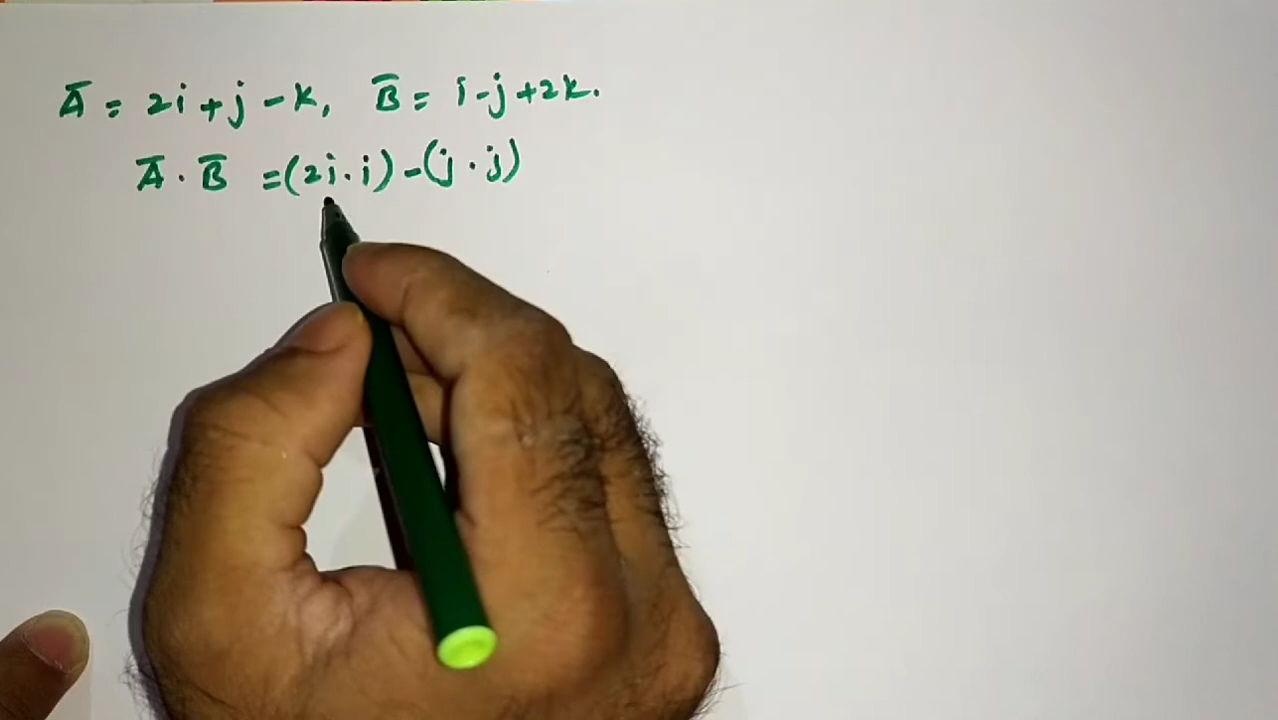 A̅ = 2i + j - k, B̅ = i - j + 2k.
A̅ · B̅ = (2i · i) - (j · j)